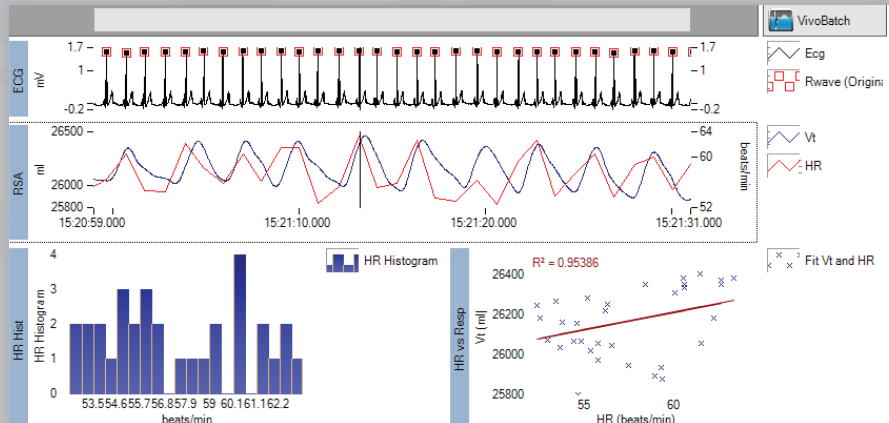 VivoBatch
ECG
mV
1.7
1
-0.2
1.7
1
-0.2
Ecg
Rwave (Origina
RSA
ml
26500
26000
25800
64
60
52
beats/min
15:20:59.000
15:21:10.000
15:21:20.000
15:21:31.000
Vt
HR
HR Hist
HR Histogram
4
3
2
1
0
53.554.655.756.857.9 59 60.161.162.2
beats/min
HR Histogram
HR vs Resp
Vt [ml]
R² = 0.95386
26400
26200
26000
25800
55
60
HR (beats/min)
Fit Vt and HR